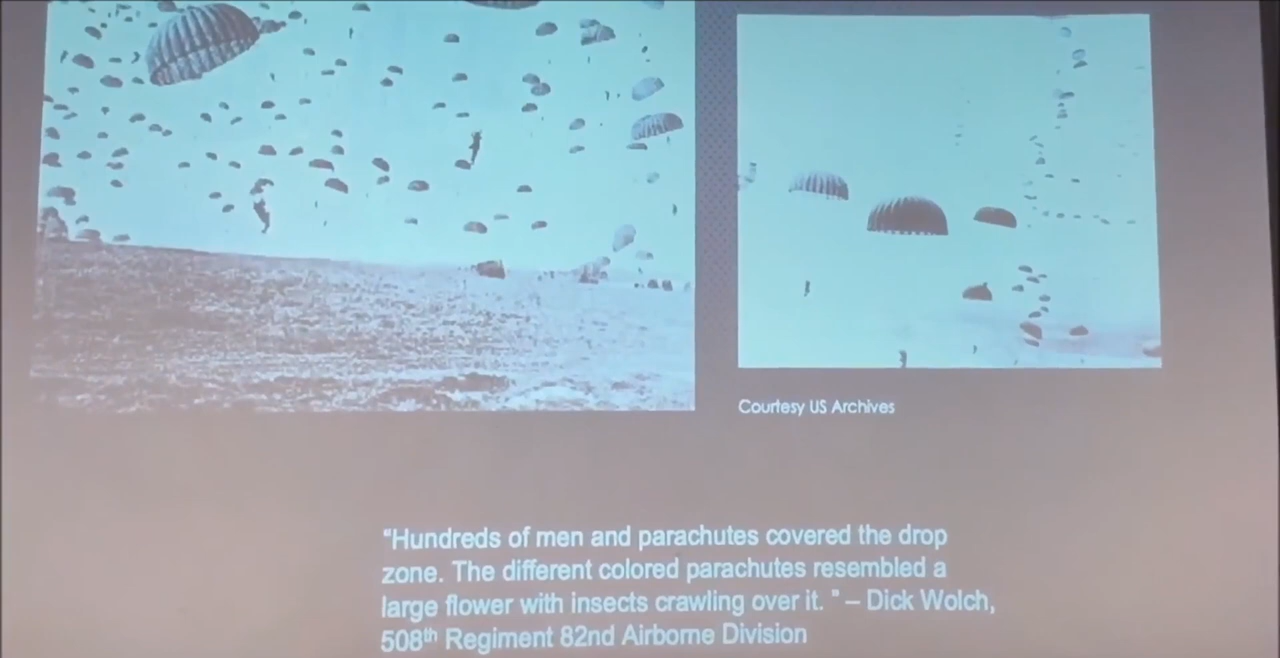 Courtesy US Archives
“Hundreds of men and parachutes covered the drop
zone. The different colored parachutes resembled a
large flower with insects crawling over it. ” – Dick Wolch,
508th Regiment 82nd Airborne Division